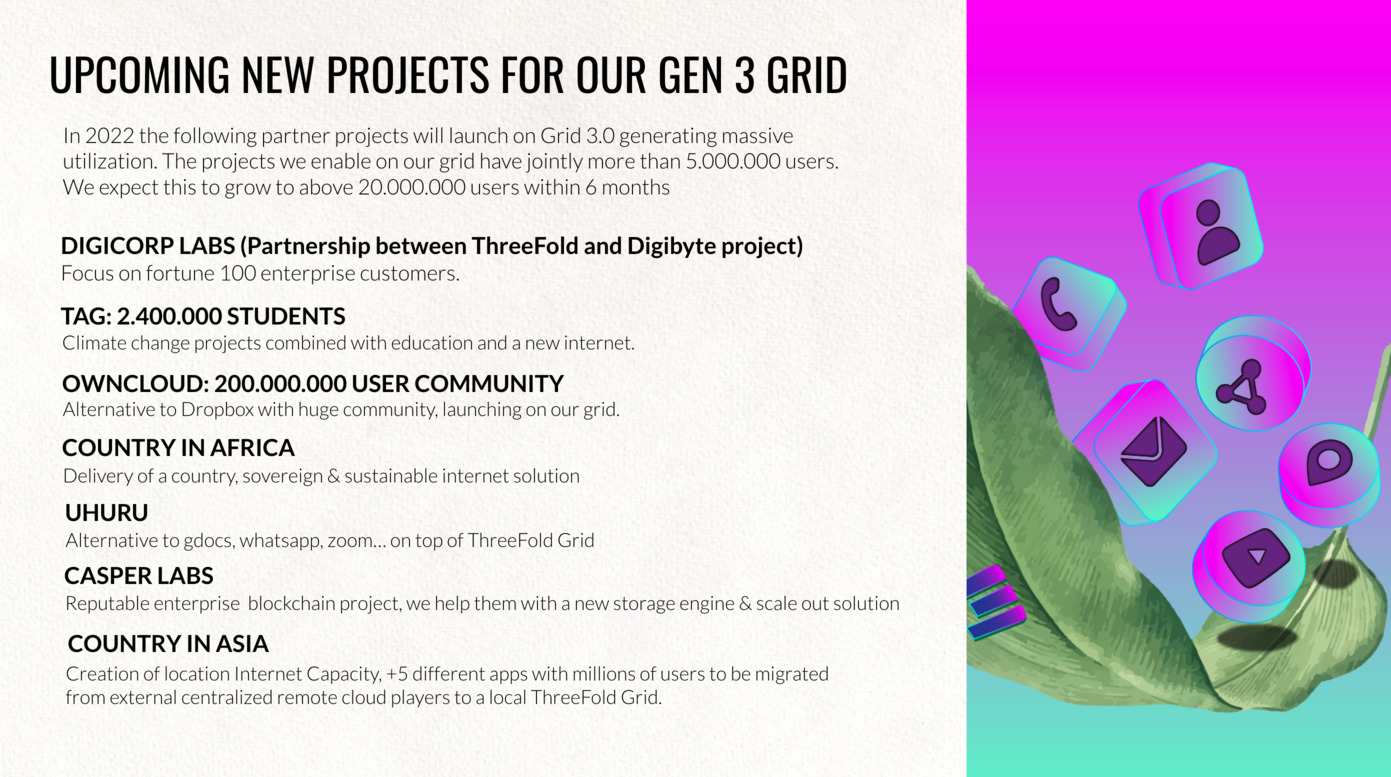 UPCOMING NEW PROJECTS FOR OUR GEN 3 GRID
In 2022 the following partner projects will launch on Grid 3.0 generating massive
utilization. The projects we enable on our grid have jointly more than 5.000.000 users.
We expect this to grow to above 20.000.000 users within 6 months
DIGICORP LABS (Partnership between ThreeFold and Digibyte project)
Focus on fortune 100 enterprise customers.
TAG: 2.400.000 STUDENTS
Climate change projects combined with education and a new internet.
OWNCLOUD: 200.000.000 USER COMMUNITY
Alternative to Dropbox with huge community, launching on our grid.
COUNTRY IN AFRICA
Delivery of a country, sovereign & sustainable internet solution
UHURU
Alternative to gdocs, whatsapp, zoom... on top of ThreeFold Grid
CASPER LABS
Reputable enterprise  blockchain project, we help them with a new storage engine & scale out solution
COUNTRY IN ASIA
Creation of location Internet Capacity, +5 different apps with millions of users to be migrated
from external centralized remote cloud players to a local ThreeFold Grid.